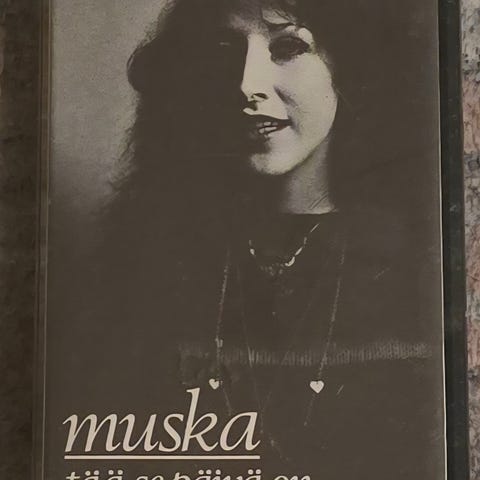 muska
tää se päivä on